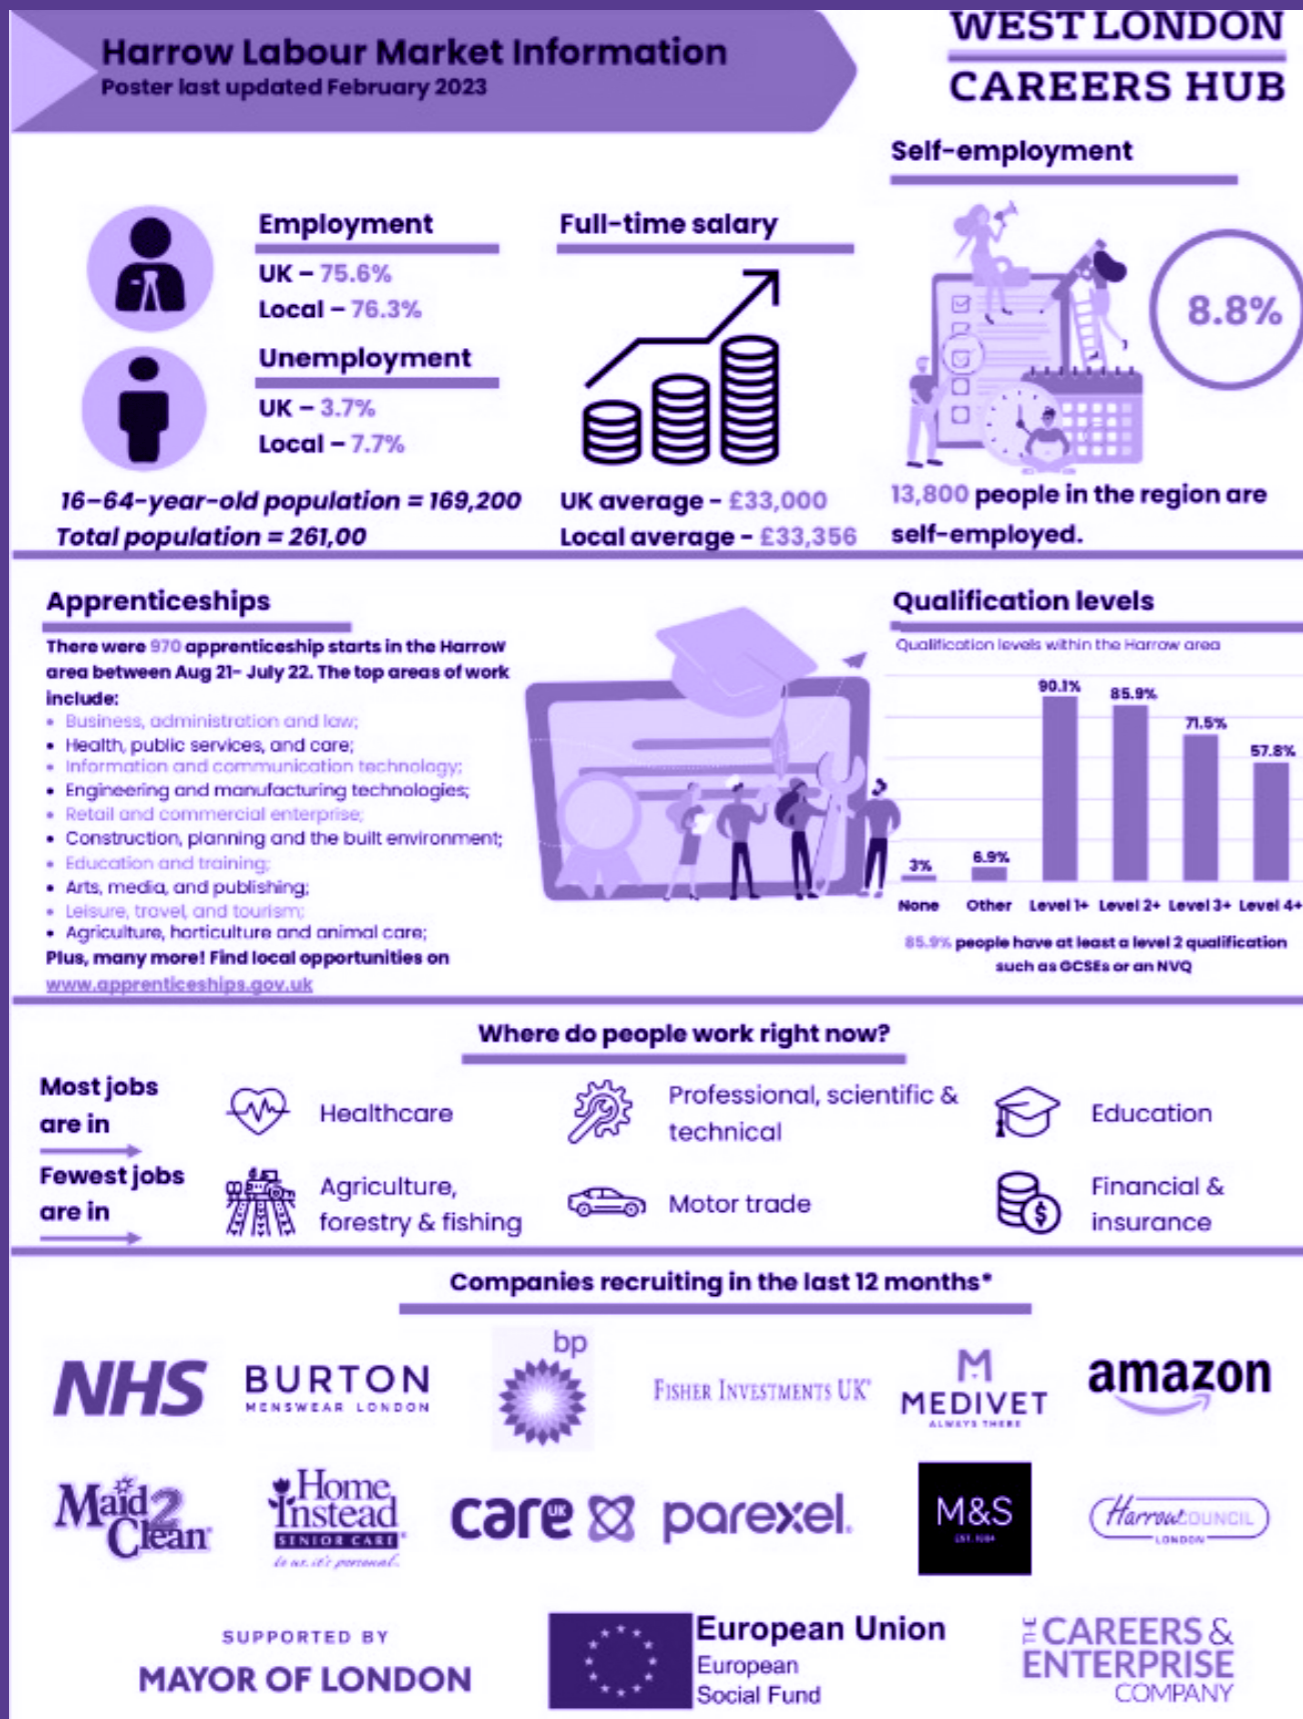 Harrow Labour Market Information
Poster last updated February 2023
WEST LONDON
CAREERS HUB
Employment
UK – 75.6%
Local – 76.3%
Unemployment
UK – 3.7%
Local – 7.7%
16–64-year-old population = 169,200
Total population = 261,00
Full-time salary
UK average - £33,000
Local average - £33,356
Self-employment
8.8%
13,800 people in the region are
self-employed.
Apprenticeships
There were 970 apprenticeship starts in the Harrow
area between Aug 21- July 22. The top areas of work
include:
• Business, administration and law;
• Health, public services, and care;
• Information and communication technology;
• Engineering and manufacturing technologies;
• Retail and commercial enterprise;
• Construction, planning and the built environment;
• Education and training;
• Arts, media, and publishing;
• Leisure, travel, and tourism;
• Agriculture, horticulture and animal care;
Plus, many more! Find local opportunities on
www.apprenticeships.gov.uk
Qualification levels
Qualification levels within the Harrow area
3% 6.9% 90.1% 85.9% 71.5% 57.8%
None Other Level 1+ Level 2+ Level 3+ Level 4+
85.9% people have at least a level 2 qualification
such as GCSEs or an NVQ
Where do people work right now?
Most jobs
are in
Healthcare
Professional, scientific &
technical
Education
Fewest jobs
are in
Agriculture,
forestry & fishing
Motor trade
Financial &
insurance
Companies recruiting in the last 12 months*
NHS
BURTON
MENSWEAR LONDON
bp
FISHER INVESTMENTS UK®
M
MEDIVET
ALWAYS THERE
amazon
Maid2
Clean®
Home
Instead
SENIOR CARE®
to us, it's personal.
care UK
parexel.
M&S
EST. 1884
Harrow COUNCIL
LONDON
SUPPORTED BY
MAYOR OF LONDON
European Union
European
Social Fund
THE CAREERS &
ENTERPRISE
COMPANY